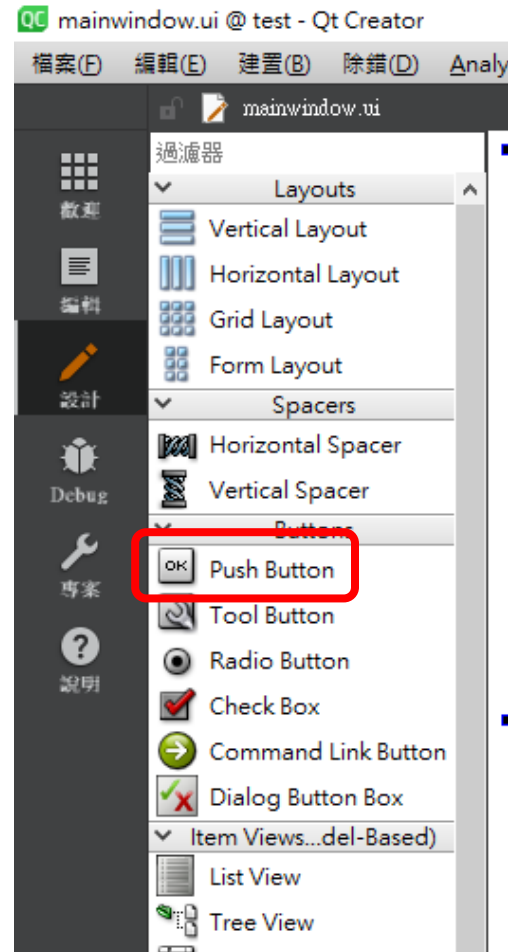 QC mainwindow.ui @ test - Qt Creator
檔案(F) 編輯(E) 建置(B) 除錯(D) Analy
mainwindow.ui
過濾器
歡迎
編輯
設計
Debug
專案
說明
Layouts
Vertical Layout
Horizontal Layout
Grid Layout
Form Layout
Spacers
Horizontal Spacer
Vertical Spacer
Buttons
OK Push Button
Tool Button
Radio Button
Check Box
Command Link Button
Dialog Button Box
Item Views...del-Based)
List View
Tree View